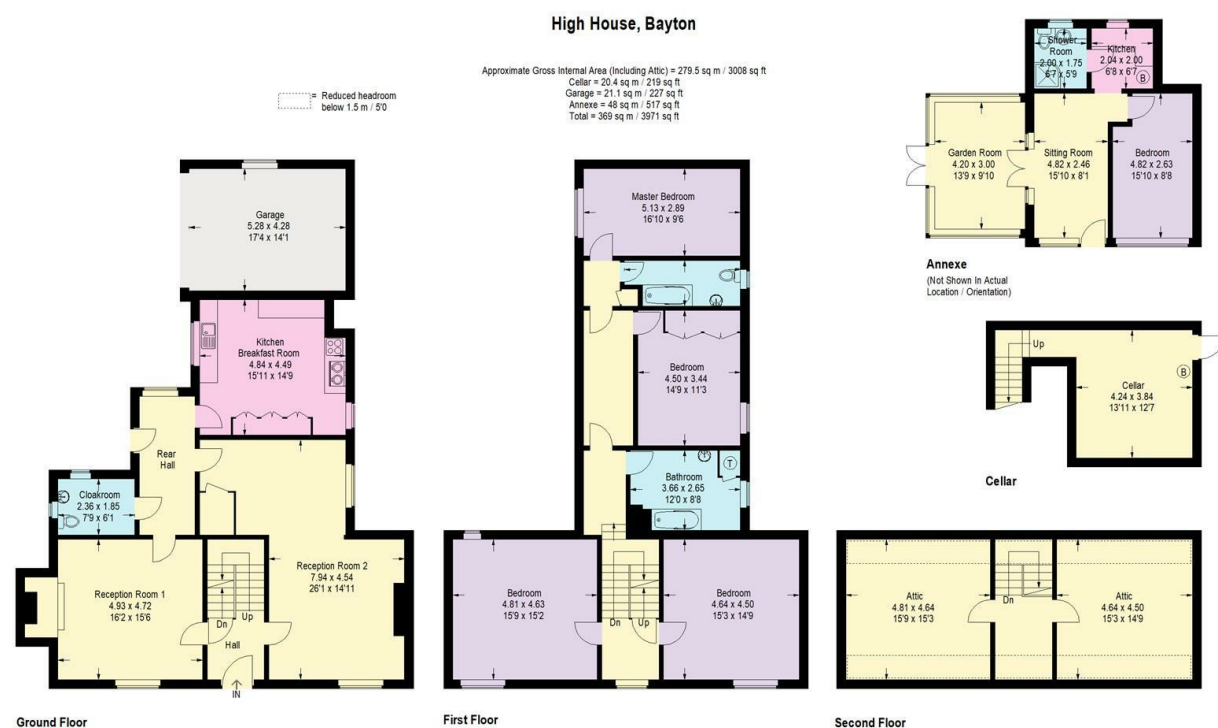 High House, Bayton
Approximate Gross Internal Area (Including Attic) = 279.5 sq m / 3008 sq ft
Cellar = 20.4 sq m / 219 sq ft
Garage = 21.1 sq m / 227 sq ft
Annexe = 48 sq m / 517 sq ft
Total = 369 sq m / 3971 sq ft
= Reduced headroom
below 1.5 m / 5'0
Garage
5.28 x 4.28
17'4 x 14'1
Kitchen
Breakfast Room
4.84 x 4.49
15'11 x 14'9
Rear
Hall
Cloakroom
2.36 x 1.85
7'9 x 6'1
Reception Room 1
4.93 x 4.72
16'2 x 15'6
Reception Room 2
7.94 x 4.54
26'1 x 14'11
Dn
Up
Hall
IN
Ground Floor
Master Bedroom
5.13 x 2.89
16'10 x 9'6
Bedroom
4.50 x 3.44
14'9 x 11'3
Bathroom
3.66 x 2.65
12'0 x 8'8
T
Bedroom
4.81 x 4.63
15'9 x 15'2
Dn
Up
Bedroom
4.64 x 4.50
15'3 x 14'9
First Floor
Shower
Room
2.00 x 1.75
6'7 x 5'9
Kitchen
2.04 x 2.00
6'8 x 6'7
B
Garden Room
4.20 x 3.00
13'9 x 9'10
Sitting Room
4.82 x 2.46
15'10 x 8'1
Bedroom
4.82 x 2.63
15'10 x 8'8
Annexe
(Not Shown In Actual
Location / Orientation)
Up
B
Cellar
4.24 x 3.84
13'11 x 12'7
Cellar
Attic
4.81 x 4.64
15'9 x 15'3
Dn
Attic
4.64 x 4.50
15'3 x 14'9
Second Floor